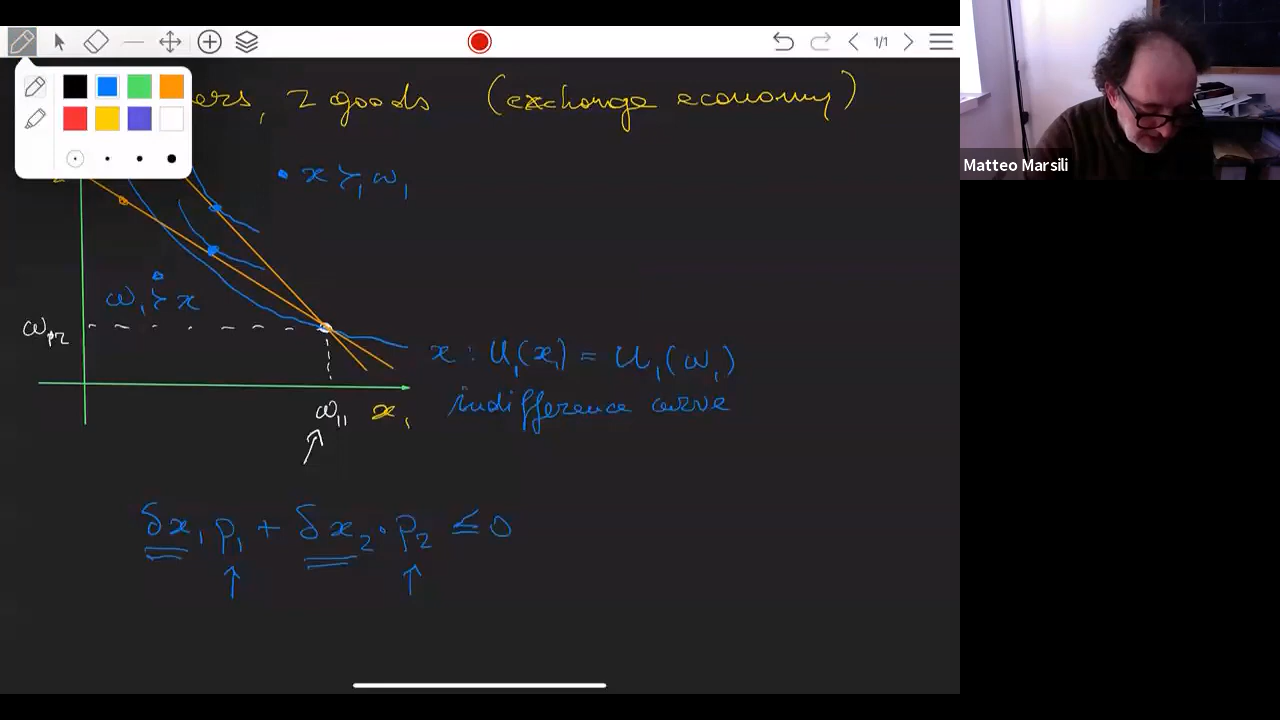 1/1
ers, 2 goods (exchange economy)
x ≻₁ ω₁
Matteo Marsili
ω₁ ≻ x
x : U₁(x₁) = U₁(ω₁)
indifference curve
ω₁₁ x₁
δx₁ p₁ + δx₂ · p₂ ≤ 0